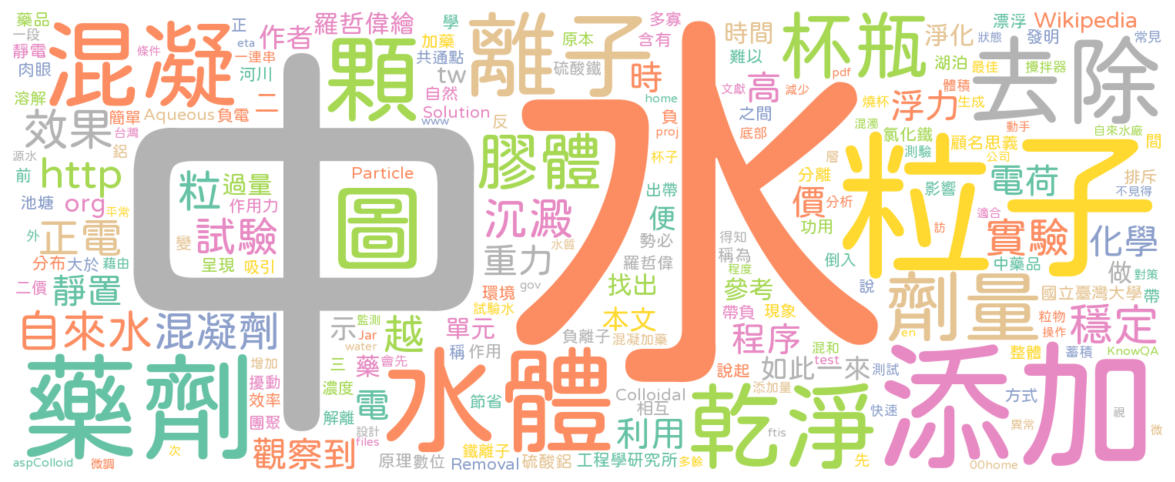 藥品
一段
靜電
條件
肉眼
溶解
混凝
正
eta
一連串
河川
學
作者
羅哲偉繪
加藥
共通點
自然
顆
多寡
原本
含有
硫酸鐵
離子
tw
Solution
www
時
二
時間
難以
淨化
高
文獻
減少
pdf
之間
負
home
proj
底部
杯瓶
湖泊
燒杯
漂浮
狀態
發明
最佳
體積
生成
浮力
Wikipedia
常見
攪拌器
去除
自來水廠
效果
簡單
台灣
Aqueous
負電
鋁
反
源水
前
http
org
池塘
平常
外
正電
分布
大於
藉由
二價
靜置
中
粒
過量
作用力
試驗
變
呈現
吸引
圖
Particle
膠體
沉澱
重力
水質
gov
環境
試驗水
杯子
出帶
便
勢必
羅哲偉
找出
水
得知
稱為
程度
參考
帶負
現象
混濁
氯化鐵
層
分離
測驗
價
分析
功用
影響
倒入
說
粒子
顧名思義
動手
公司
間
電荷
適合
訪
排斥
不見得
實驗
化學
中藥品
做
對策
帶
劑量
國立臺灣大學
粒物
操作
穩定
自來水
混凝劑
示
監測
Jar
water
越
單元
稱
作用
本文
負離子
混凝加藥
程序
說起
混和
test
en
整體
蓄積
KnowQA
如此一來
測試
藥劑
增加
擾動
效率
團聚
三
藥
會先
濃度
電
解離
設計
files
水體
節省
Colloidal
相互
利用
乾淨
添加量
快速
方式
異常
添加
視
微
aspColloid
微調
次
觀察到
原理
數位
鐵離子
Removal
硫酸鋁
工程學研究所
多餘
ftis
先
00home